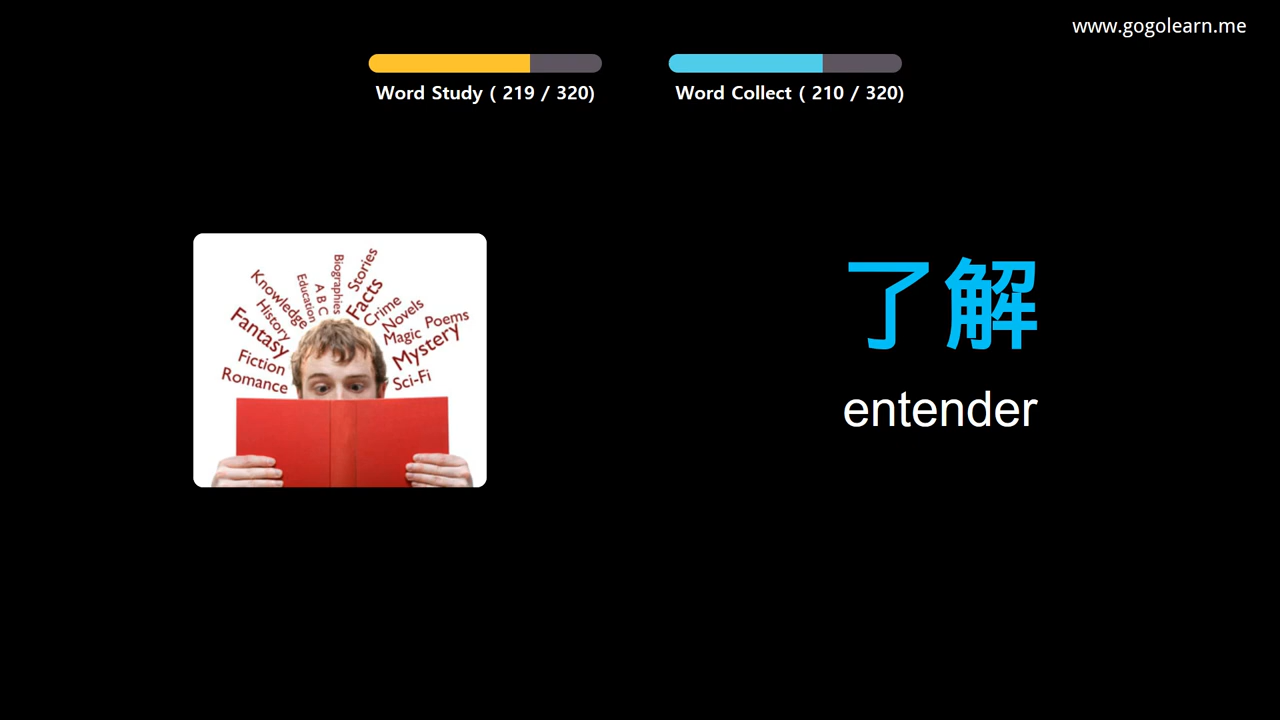 www.gogolearn.me
Word Study ( 219 / 320)
Word Collect ( 210 / 320)
Biographies
Stories
Knowledge
Education
A B C
Facts
History
Crime
Novels
Fantasy
Magic
Poems
Mystery
Fiction
Romance
Sci-Fi
了解
entender